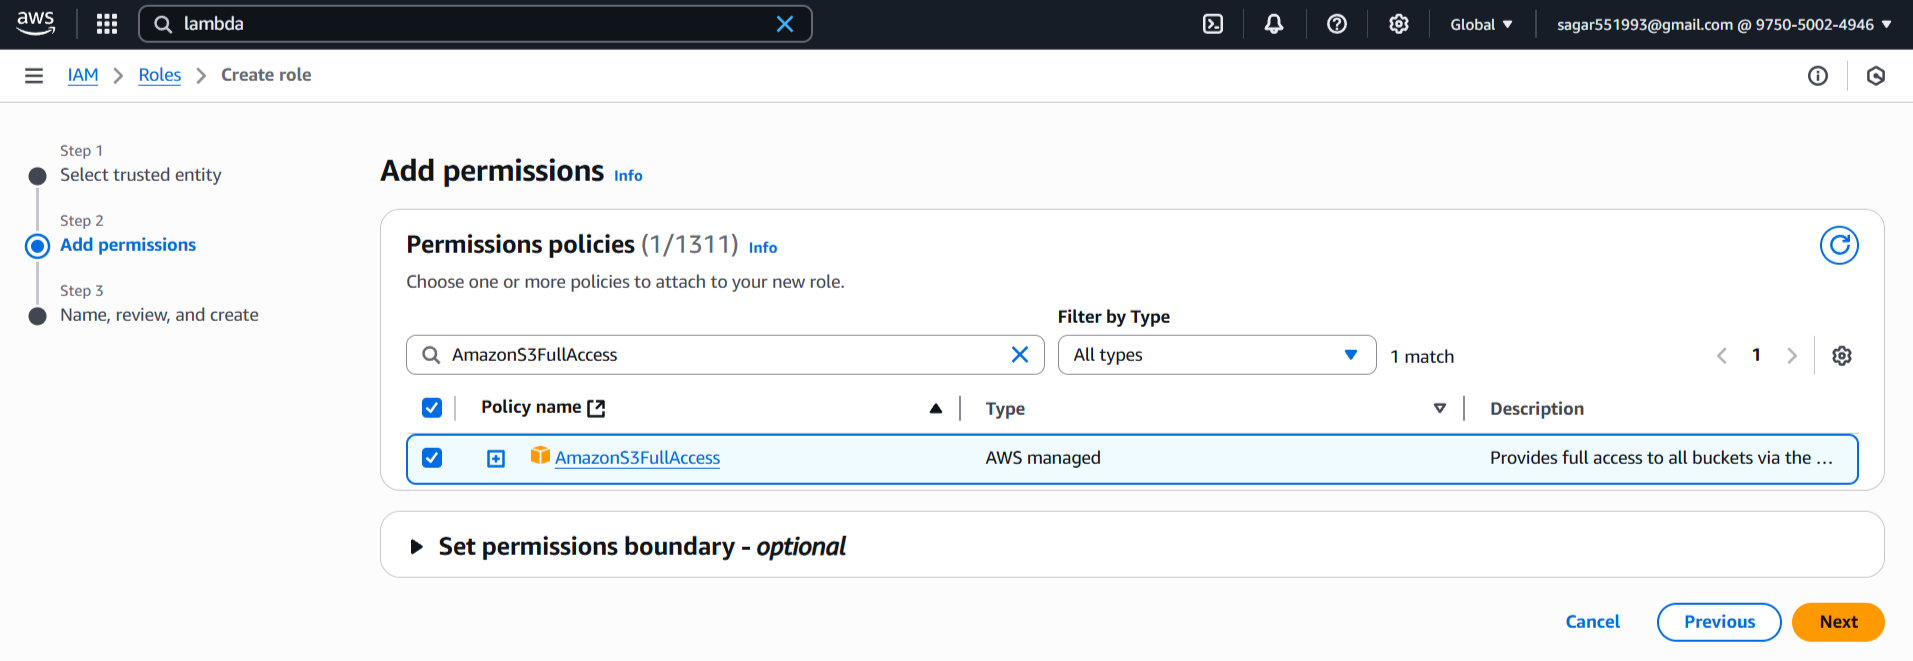 aws
lambda
Global
sagar551993@gmail.com @ 9750-5002-4946
IAM
Roles
Create role
Step 1
Select trusted entity
Step 2
Add permissions
Step 3
Name, review, and create
Add permissions Info
Permissions policies (1/1311) Info
Choose one or more policies to attach to your new role.
Filter by Type
AmazonS3FullAccess
All types
1 match
1
Policy name
Type
Description
AmazonS3FullAccess
AWS managed
Provides full access to all buckets via the ...
Set permissions boundary - optional
Cancel
Previous
Next